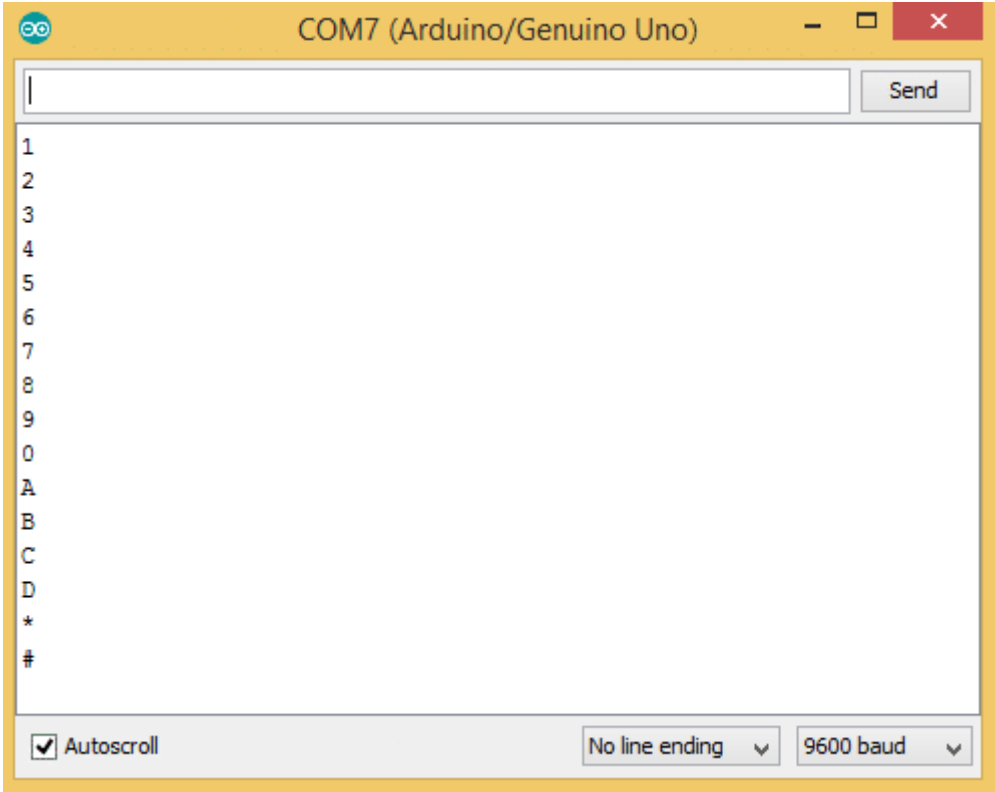 COM7 (Arduino/Genuino Uno)
Send
1
2
3
4
5
6
7
8
9
0
A
B
C
D
*
#
Autoscroll
No line ending
9600 baud